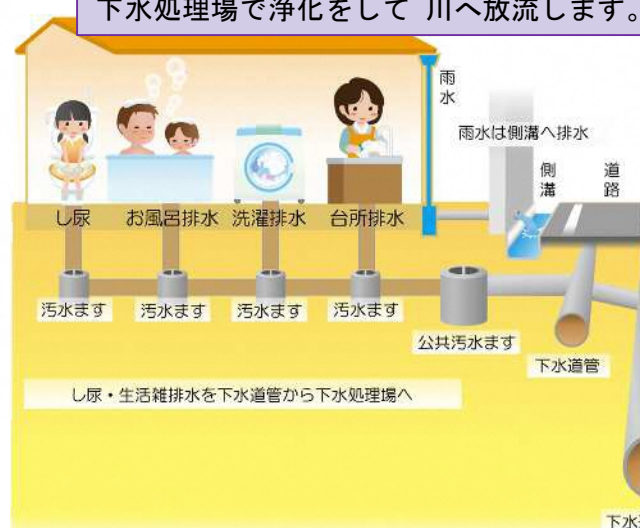 下水処理場で浄化をして 川へ放流します。
雨水
雨水は側溝へ排水
側溝
道路
し尿
お風呂排水
洗濯排水
台所排水
汚水ます
汚水ます
汚水ます
汚水ます
公共汚水ます
下水道管
し尿・生活雑排水を下水道管から下水処理場へ
下水